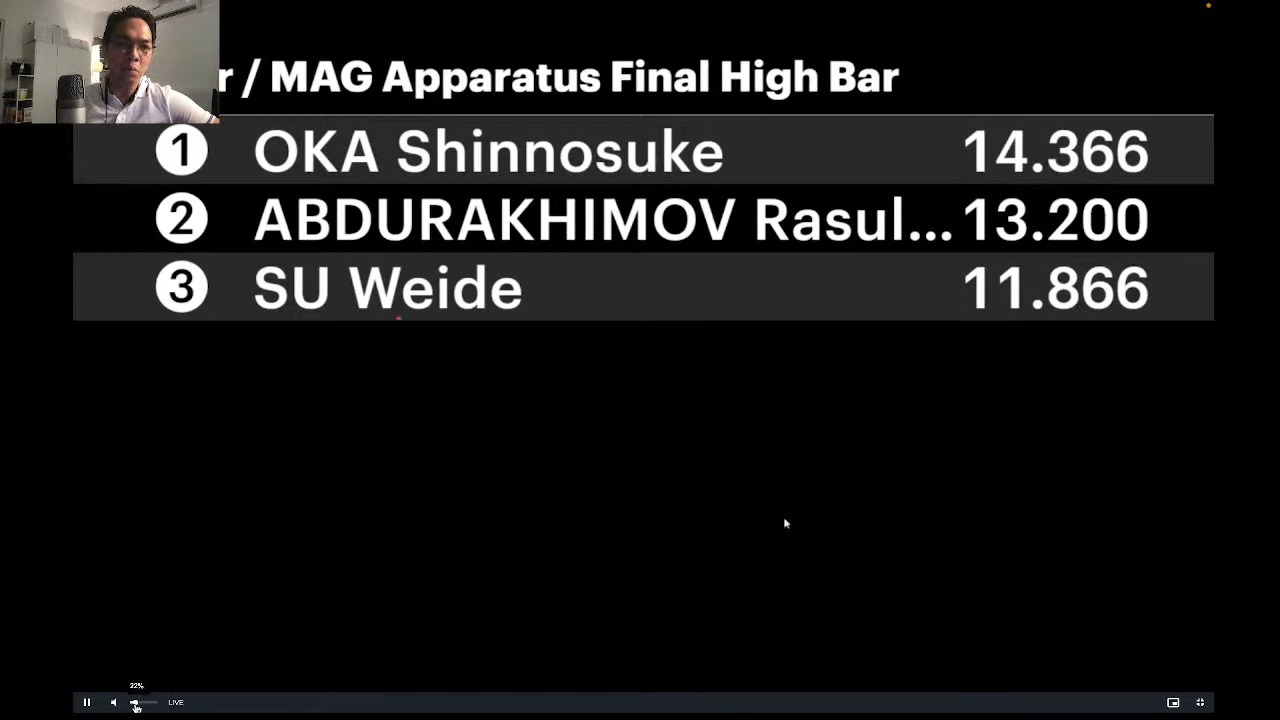 r / MAG Apparatus Final High Bar
1 OKA Shinnosuke 14.366
2 ABDURAKHIMOV Rasul... 13.200
3 SU Weide 11.866
22%
LIVE